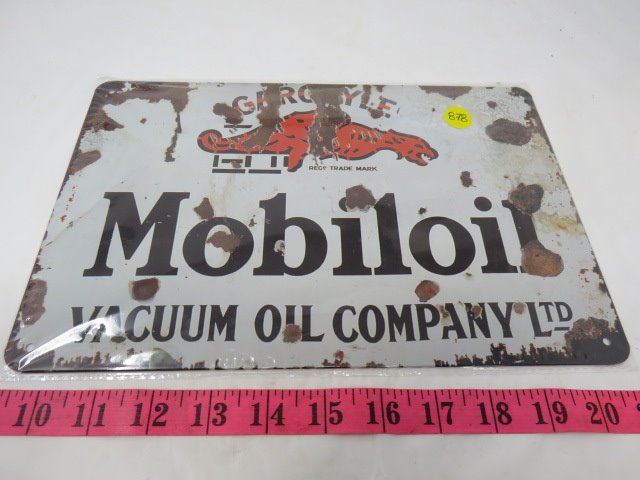 GARGOYLE
878
REGD TRADE MARK
Mobiloil
VACUUM OIL COMPANY LTD
10 11 12 13 14 15 16 17 18 19 20